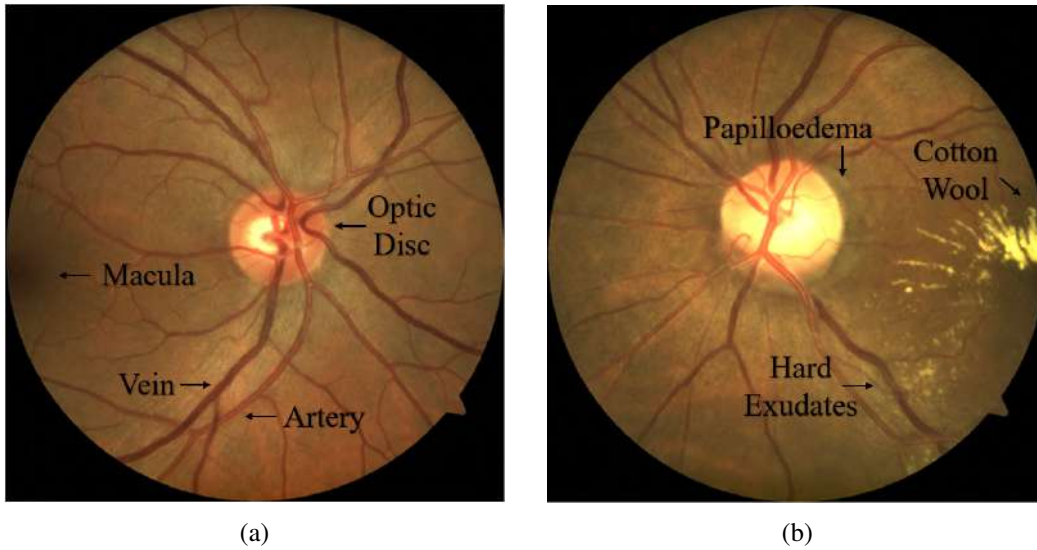 Optic
Disc
Macula
Vein
Artery
(a)
Papilloedema
Cotton
Wool
Hard
Exudates
(b)